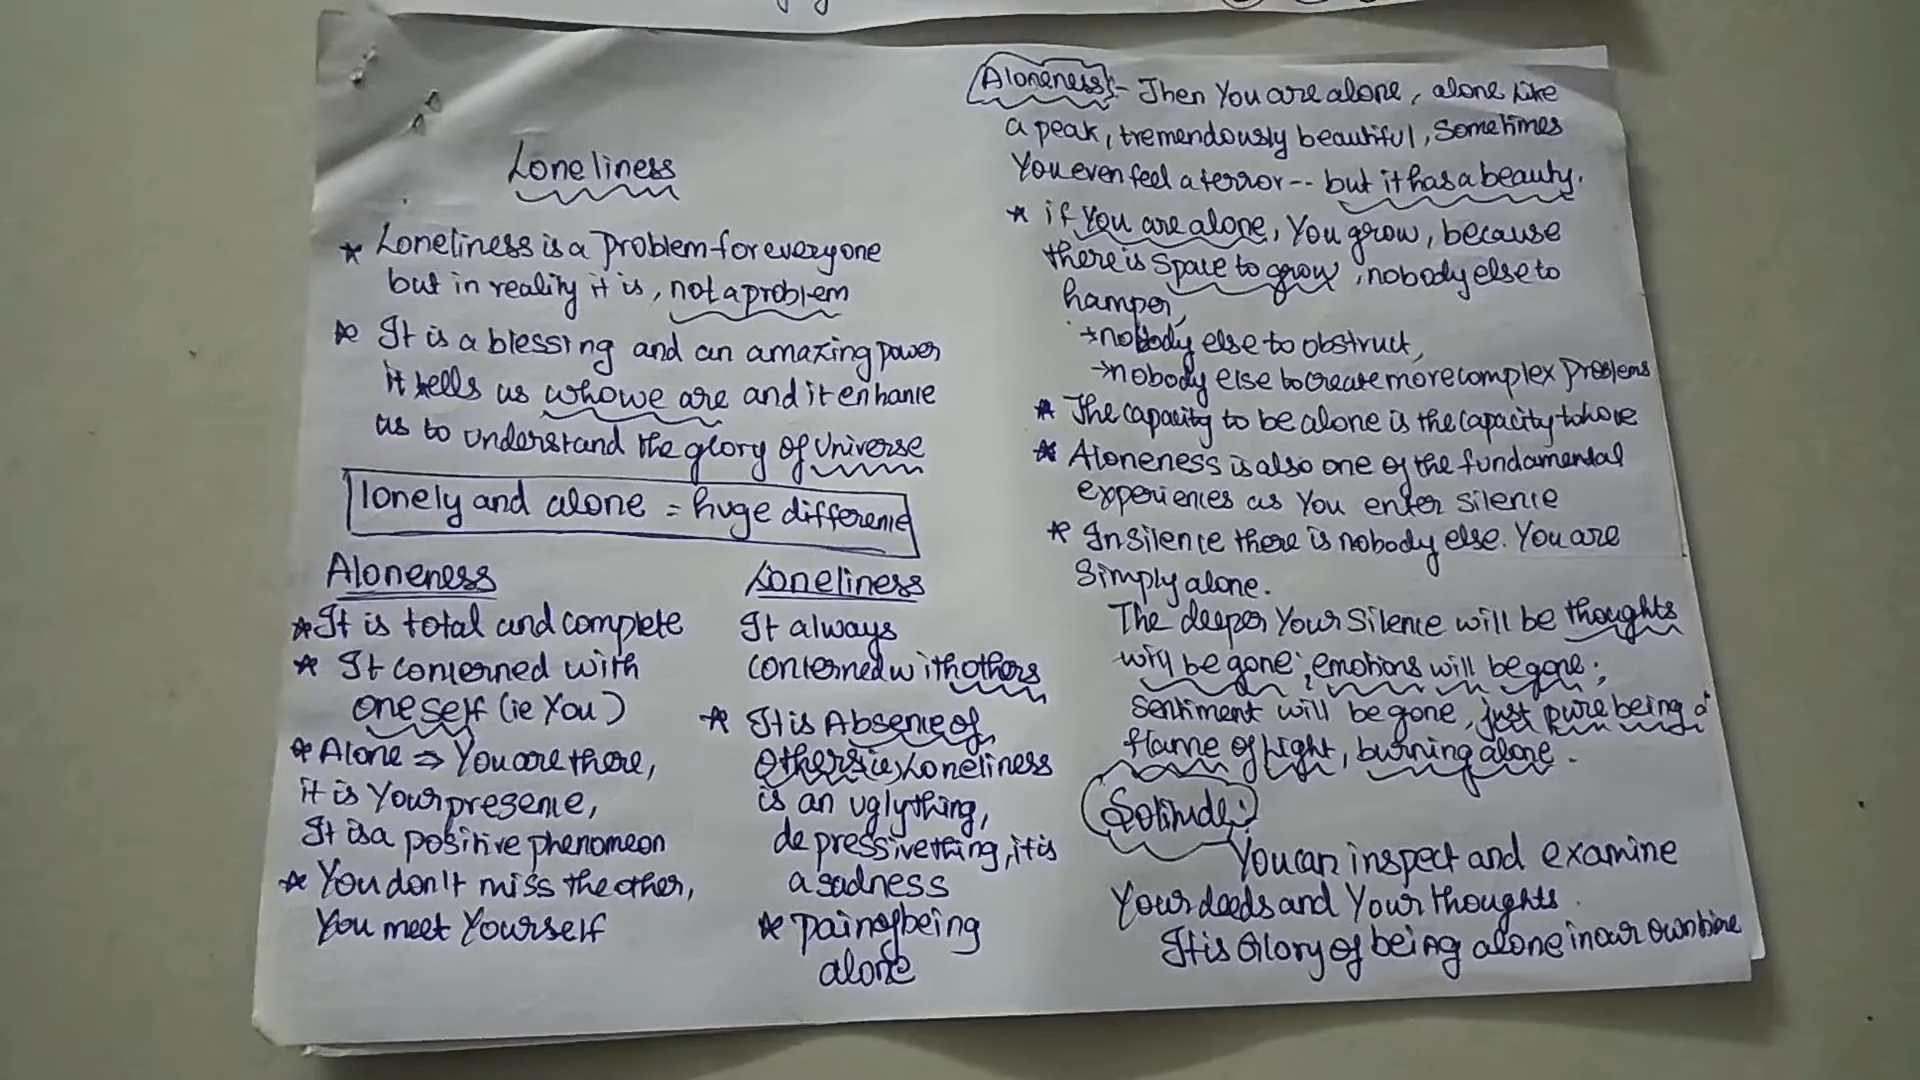 Loneliness
* Loneliness is a problem for everyone
but in reality it is, not a problem
* It is a blessing and an amazing power
it tells us who we are and it enhance
us to understand the glory of Universe
lonely and alone = huge difference
Aloneness
* It is total and complete
* It concerned with
oneself (ie You)
* Alone ⇒ You are there,
it is Your presence,
It is a positive phenomeon
* You don't miss the other,
You meet Yourself
Loneliness
It always
concerned with others
* It is Absence of
others ie, Loneliness
is an ugly thing,
depressive thing, it is
a sadness
* pain of being
alone
Aloneness:- Then You are alone, alone like
a peak, tremendously beautiful, Sometimes
You even feel a terror -- but it has a beauty.
* if You are alone, You grow, because
there is space to grow, nobody else to
hamper,
→ nobody else to obstruct,
→ nobody else to create more complex problems
* The capacity to be alone is the capacity to
* Aloneness is also one of the fundamental
experiences as You enter silence
* In silence there is nobody else. You are
Simply alone.
The deeper Your Silence will be thoughts
will be gone; emotions will be gone;
sentiment will be gone, just pure being a
flame of light, burning alone.
Solitude:
You can inspect and examine
Your deeds and Your thoughts.
It is Glory of being alone in our own